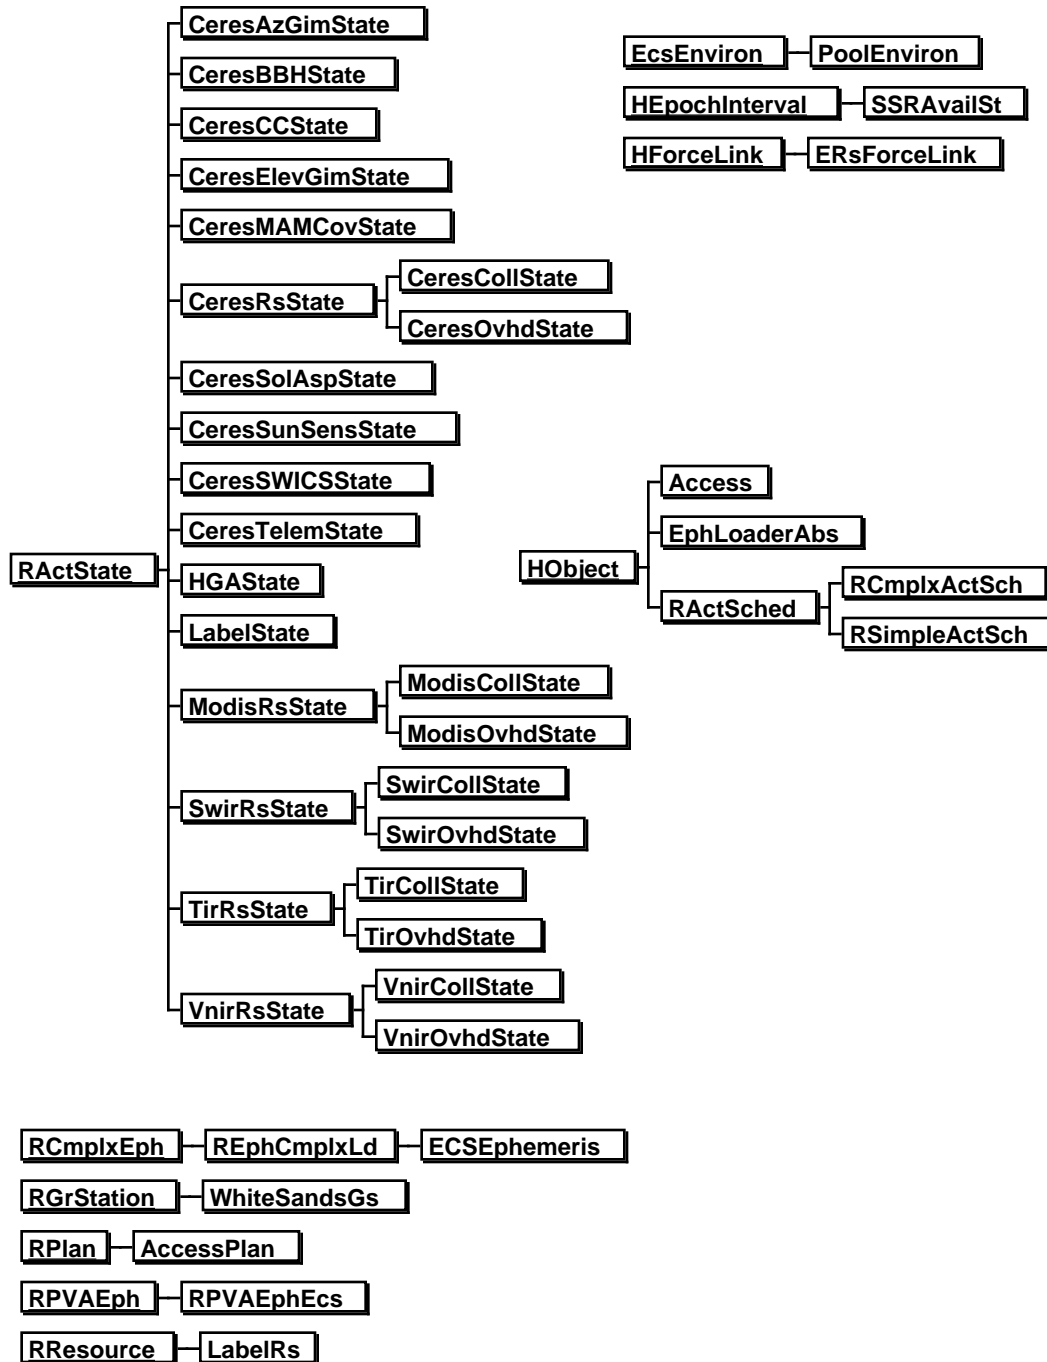 CeresAzGimState
CeresBBHState
CeresCCState
CeresElevGimState
CeresMAMCovState
CeresRsState
CeresCollState
CeresOvhdState
CeresSolAspState
CeresSunSensState
CeresSWICSState
CeresTelemState
RActState
HGAState
LabelState
ModisRsState
ModisCollState
ModisOvhdState
SwirRsState
SwirCollState
SwirOvhdState
TirRsState
TirCollState
TirOvhdState
VnirRsState
VnirCollState
VnirOvhdState
EcsEnviron
PoolEnviron
HEpochInterval
SSRAvailSt
HForceLink
ERsForceLink
HObject
Access
EphLoaderAbs
RActSched
RCmplxActSch
RSimpleActSch
RCmplxEph
REphCmplxLd
ECSEphemeris
RGrStation
WhiteSandsGs
RPlan
AccessPlan
RPVAEph
RPVAEphEcs
RResource
LabelRs